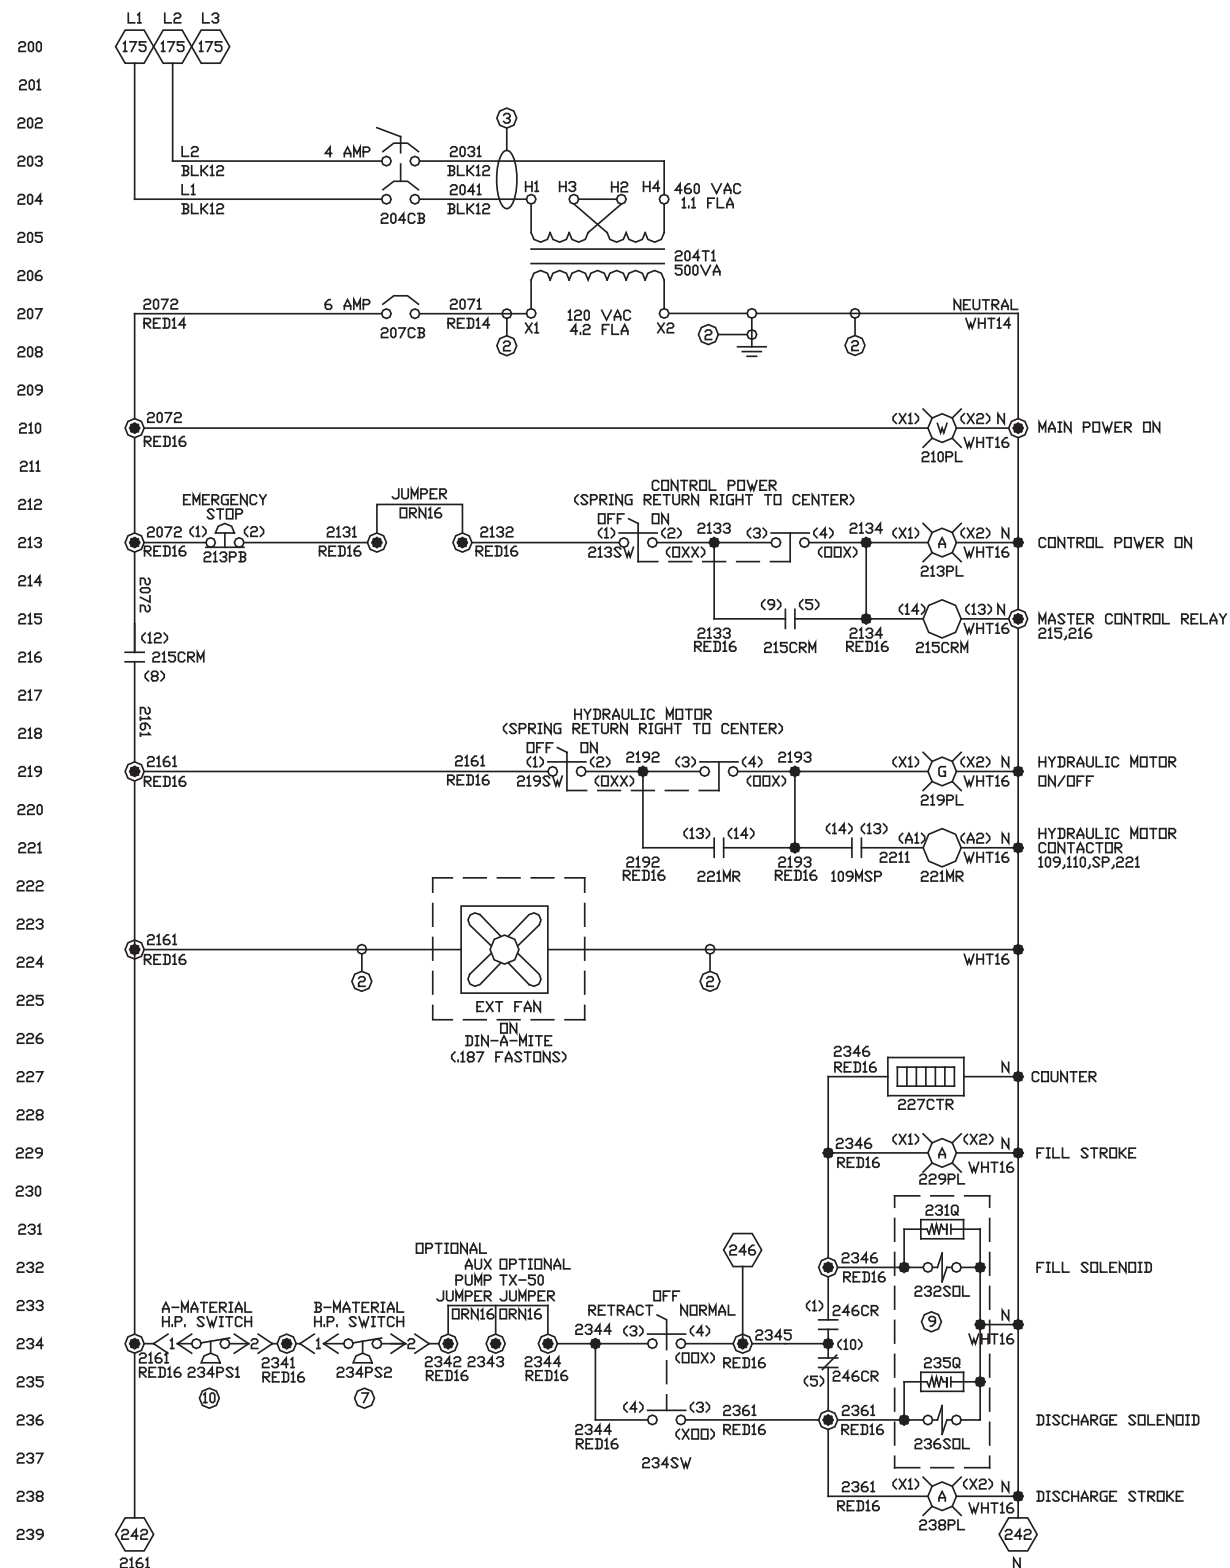 L1 L2 L3
200 175 175 175
201
202 3
203 L2 BLK12 4 AMP 2031 BLK12
204 L1 BLK12 204CB 2041 BLK12 H1 H3 H2 H4 460 VAC 1.1 FLA
205 204T1
206 500VA
207 2072 RED14 6 AMP 207CB 2071 RED14 X1 120 VAC 4.2 FLA X2 NEUTRAL WHT14
208 2 2 2
209
210 2072 RED16 (X1) W (X2) N WHT16 210PL MAIN POWER ON
211
CONTROL POWER
212 EMERGENCY STOP JUMPER ORN16 (SPRING RETURN RIGHT TO CENTER)
OFF ON
213 2072 RED16 (1) (2) 213PB 2131 RED16 2132 RED16 (1) 213SW (2) (OXX) 2133 (3) (4) (OOX) 2134 (X1) A (X2) N WHT16 213PL CONTROL POWER ON
214 2072
215 2133 RED16 (9) (5) 215CRM 2134 RED16 (14) 215CRM (13) N WHT16 MASTER CONTROL RELAY
215,216
216 (12) 215CRM (8)
217
218 2161 HYDRAULIC MOTOR
(SPRING RETURN RIGHT TO CENTER)
OFF ON
219 2161 RED16 2161 RED16 (1) 219SW (2) (OXX) 2192 (3) (4) (OOX) 2193 (X1) G (X2) N WHT16 219PL HYDRAULIC MOTOR
ON/OFF
220
221 2192 RED16 (13) (14) 221MR 2193 RED16 (14) (13) 109MSP 2211 (A1) 221MR (A2) N WHT16 HYDRAULIC MOTOR
CONTACTOR
109,110,SP,221
222
223
224 2161 RED16 2 2 WHT16
225 EXT FAN
226 ON
DIN-A-MITE
(.187 FASTONS)
227 2346 RED16 227CTR N COUNTER
228
229 2346 RED16 (X1) A (X2) N WHT16 229PL FILL STROKE
230
231 231Q
232 OPTIONAL AUX PUMP JUMPER ORN16 OPTIONAL TX-50 JUMPER ORN16 246 2346 RED16 232SOL FILL SOLENOID
233 A-MATERIAL H.P. SWITCH B-MATERIAL H.P. SWITCH RETRACT OFF NORMAL (1) 246CR 9 N WHT16
234 2161 RED16 1 2 234PS1 2341 RED16 1 2 234PS2 2342 RED16 2343 2344 RED16 2344 (3) (4) (OOX) RED16 2345 (10)
235 10 7 (5) 246CR 235Q
236 2344 RED16 (4) (3) (XOO) 2361 RED16 2361 RED16 236SOL DISCHARGE SOLENOID
237 234SW
238 2361 RED16 (X1) A (X2) N WHT16 238PL DISCHARGE STROKE
239 242 242
2161 N